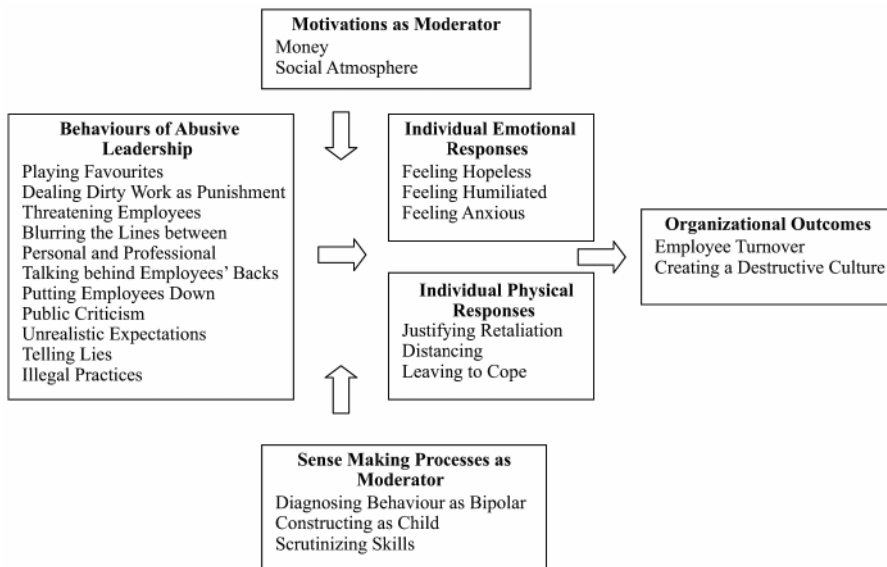 Motivations as Moderator
Money
Social Atmosphere
Behaviours of Abusive
Leadership
Playing Favourites
Dealing Dirty Work as Punishment
Threatening Employees
Blurring the Lines between
Personal and Professional
Talking behind Employees’ Backs
Putting Employees Down
Public Criticism
Unrealistic Expectations
Telling Lies
Illegal Practices
Individual Emotional
Responses
Feeling Hopeless
Feeling Humiliated
Feeling Anxious
Individual Physical
Responses
Justifying Retaliation
Distancing
Leaving to Cope
Organizational Outcomes
Employee Turnover
Creating a Destructive Culture
Sense Making Processes as
Moderator
Diagnosing Behaviour as Bipolar
Constructing as Child
Scrutinizing Skills